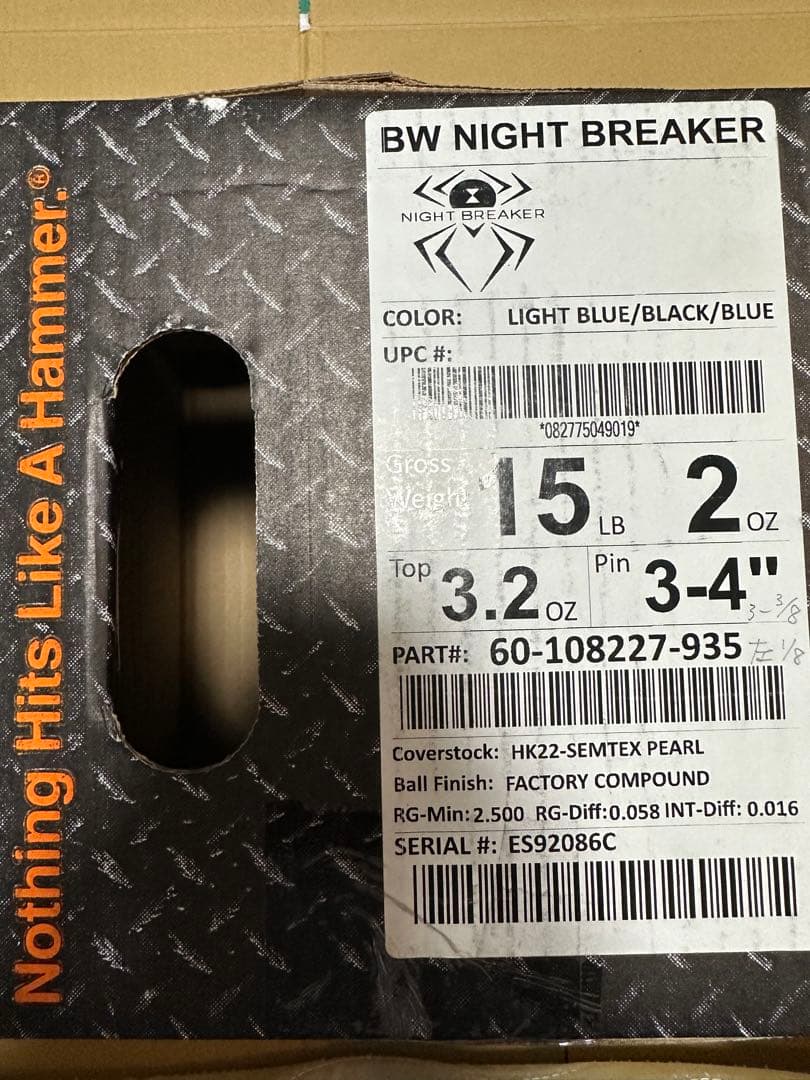 Nothing Hits Like A Hammer.®
BW NIGHT BREAKER
NIGHT BREAKER
COLOR: LIGHT BLUE/BLACK/BLUE
UPC #:
*082775049019*
Gross Weight 15 LB 2 OZ
Top 3.2 OZ Pin 3-4"
3-3/8
PART#: 60-108227-935 左 1/8
Coverstock: HK22-SEMTEX PEARL
Ball Finish: FACTORY COMPOUND
RG-Min: 2.500 RG-Diff: 0.058 INT-Diff: 0.016
SERIAL #: ES92086C